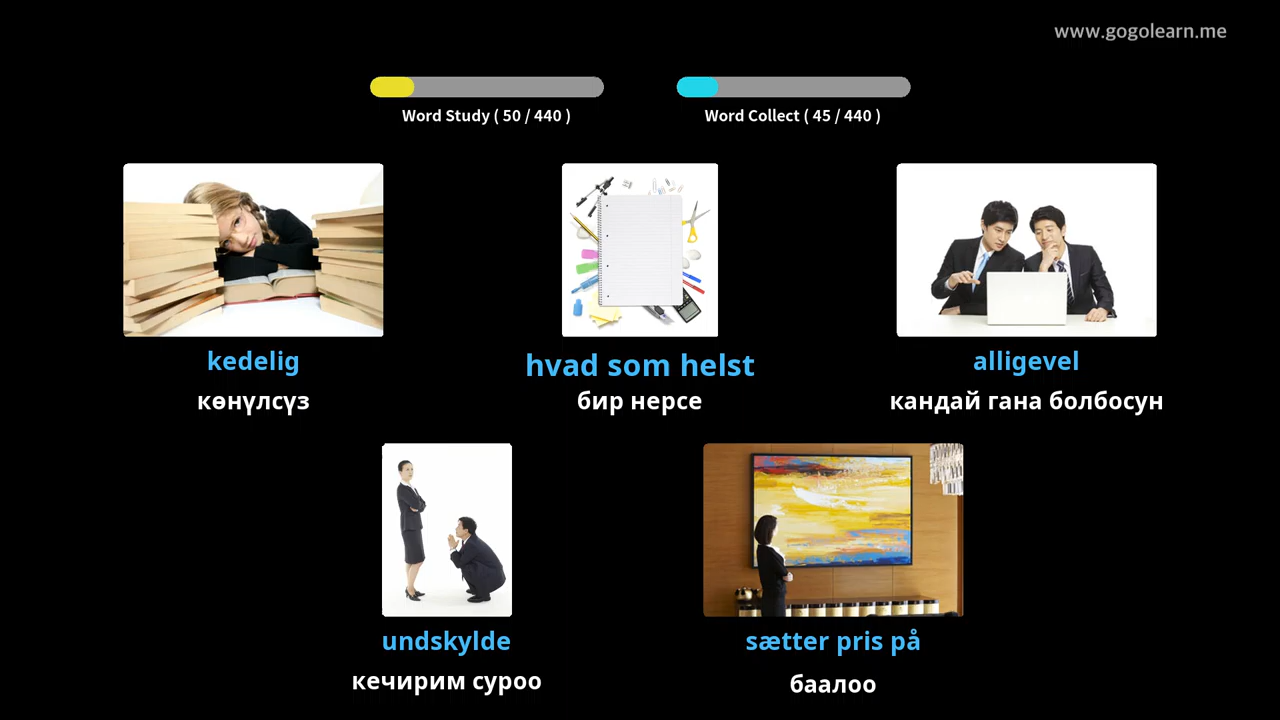 www.gogolearn.me
Word Study ( 50 / 440 )
Word Collect ( 45 / 440 )
kedelig
көнүлсүз
hvad som helst
бир нерсе
alligevel
кандай гана болбосун
undskylde
кечирим суроо
sætter pris på
баалоо